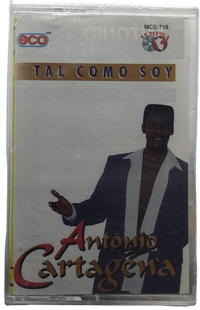 eco
MCE-718
TAL COMO SOY
Antonio
Cartagena